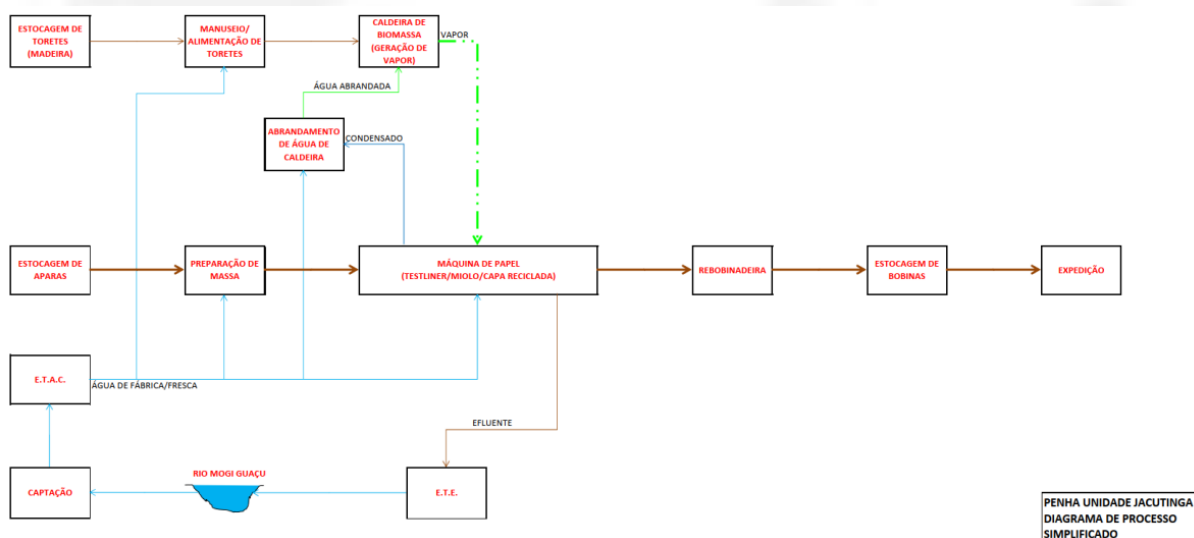 ESTOCAGEM DE
TORETES
(MADEIRA)
MANUSEIO/
ALIMENTAÇÃO DE
TORETES
CALDEIRA DE
BIOMASSA
(GERAÇÃO DE
VAPOR)
VAPOR
ÁGUA ABRANDADA
ABRANDAMENTO
DE ÁGUA DE
CALDEIRA
CONDENSADO
ESTOCAGEM DE
APARAS
PREPARAÇÃO DE
MASSA
MÁQUINA DE PAPEL
(TESTLINER/MIOLO/CAPA RECICLADA)
REBOBINADEIRA
ESTOCAGEM DE
BOBINAS
EXPEDIÇÃO
E.T.A.C.
ÁGUA DE FÁBRICA/FRESCA
EFLUENTE
CAPTAÇÃO
RIO MOGI GUAÇU
E.T.E.
PENHA UNIDADE JACUTINGA
DIAGRAMA DE PROCESSO
SIMPLIFICADO